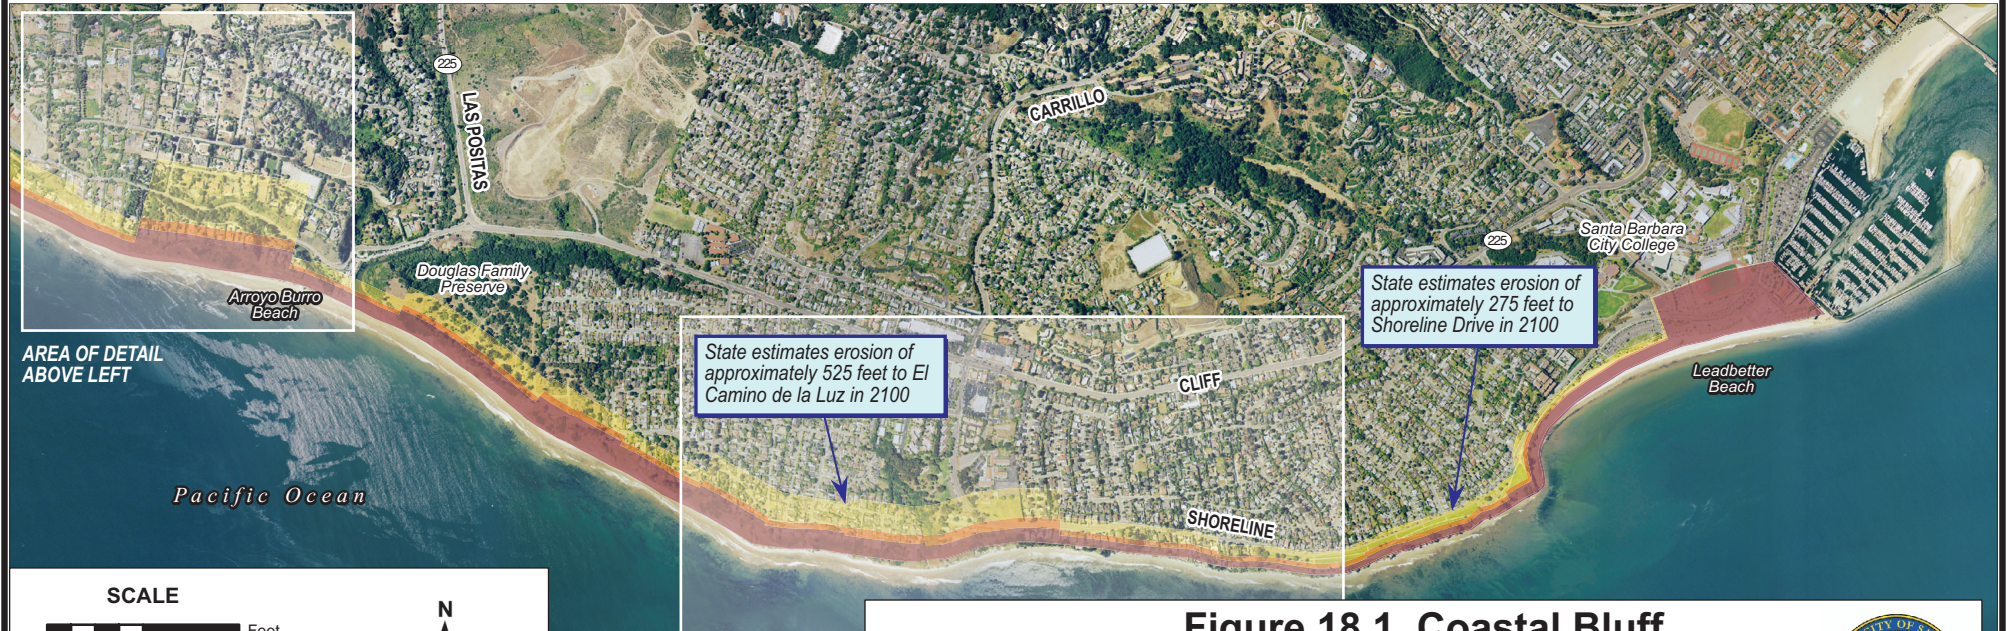 225
LAS POSITAS
CARRILLO
225
Santa Barbara
City College
Douglas Family
Preserve
Arroyo Burro
Beach
State estimates erosion of
approximately 275 feet to
Shoreline Drive in 2100
AREA OF DETAIL
ABOVE LEFT
State estimates erosion of
approximately 525 feet to El
Camino de la Luz in 2100
CLIFF
Leadbetter
Beach
Pacific Ocean
SHORELINE
SCALE
N
Feet
Figure 18.1 Coastal Bluff
CITY OF